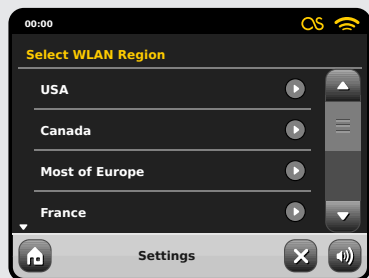 00:00
Select WLAN Region
USA
Canada
Most of Europe
France
Settings